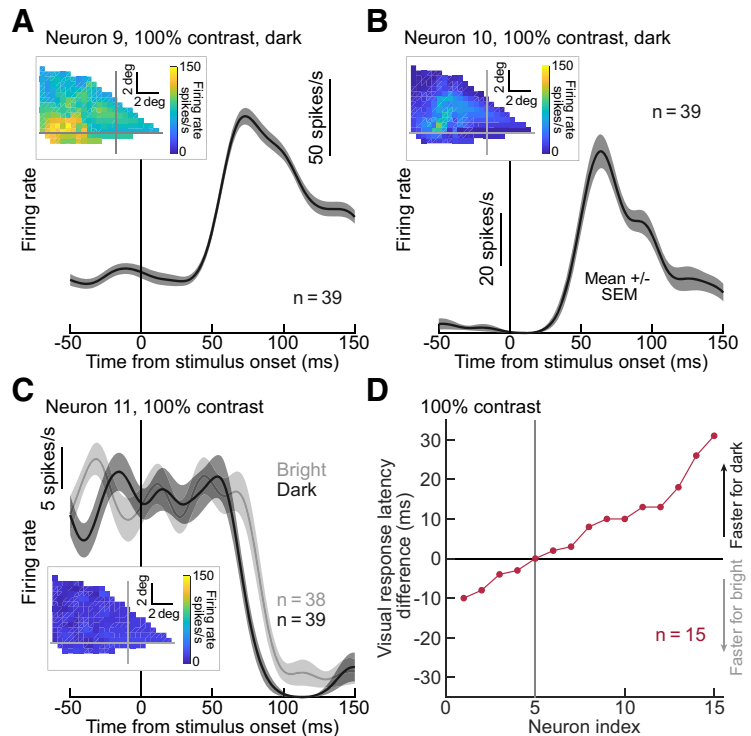 A
Neuron 9, 100% contrast, dark
150
0
Firing rate
spikes/s
2 deg
2 deg
50 spikes/s
Firing rate
n = 39
-50
0
50
100
150
Time from stimulus onset (ms)
B
Neuron 10, 100% contrast, dark
150
0
Firing rate
spikes/s
2 deg
2 deg
n = 39
20 spikes/s
Firing rate
Mean +/-
SEM
-50
0
50
100
150
Time from stimulus onset (ms)
C
Neuron 11, 100% contrast
5 spikes/s
Bright
Dark
Firing rate
150
0
Firing rate
spikes/s
2 deg
2 deg
n = 38
n = 39
-50
0
50
100
150
Time from stimulus onset (ms)
D
100% contrast
Visual response latency
difference (ms)
30
20
10
0
-10
-20
-30
Faster for dark
Faster for bright
n = 15
0
5
10
15
Neuron index